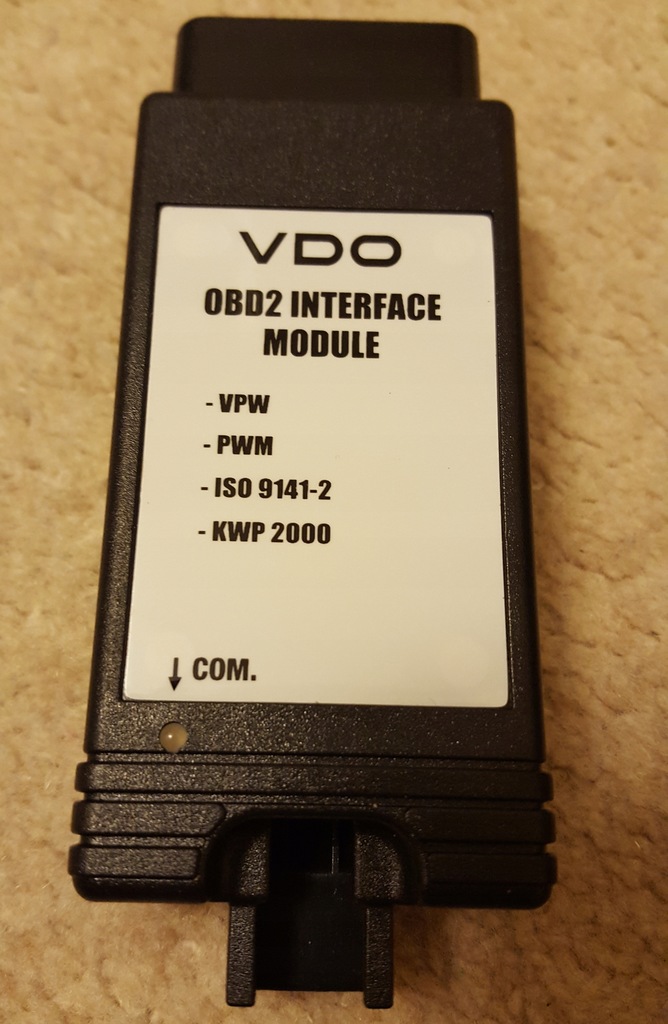 VDO
OBD2 INTERFACE
MODULE
- VPW
- PWM
- ISO 9141-2
- KWP 2000
↓ COM.